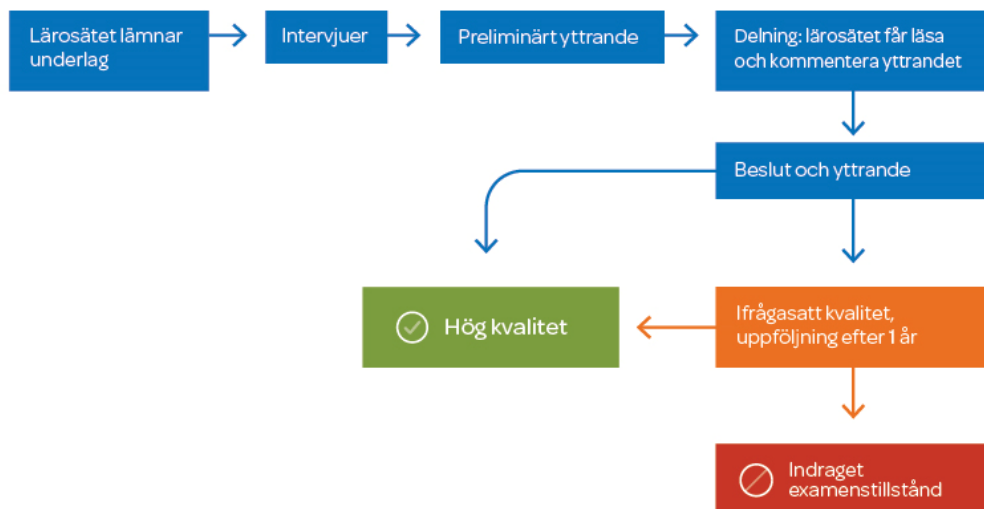 Lärosätet lämnar
underlag
Intervjuer
Preliminärt yttrande
Delning: lärosätet får läsa
och kommentera yttrandet
Beslut och yttrande
Hög kvalitet
Ifrågasatt kvalitet,
uppföljning efter 1 år
Indraget
examenstillstånd